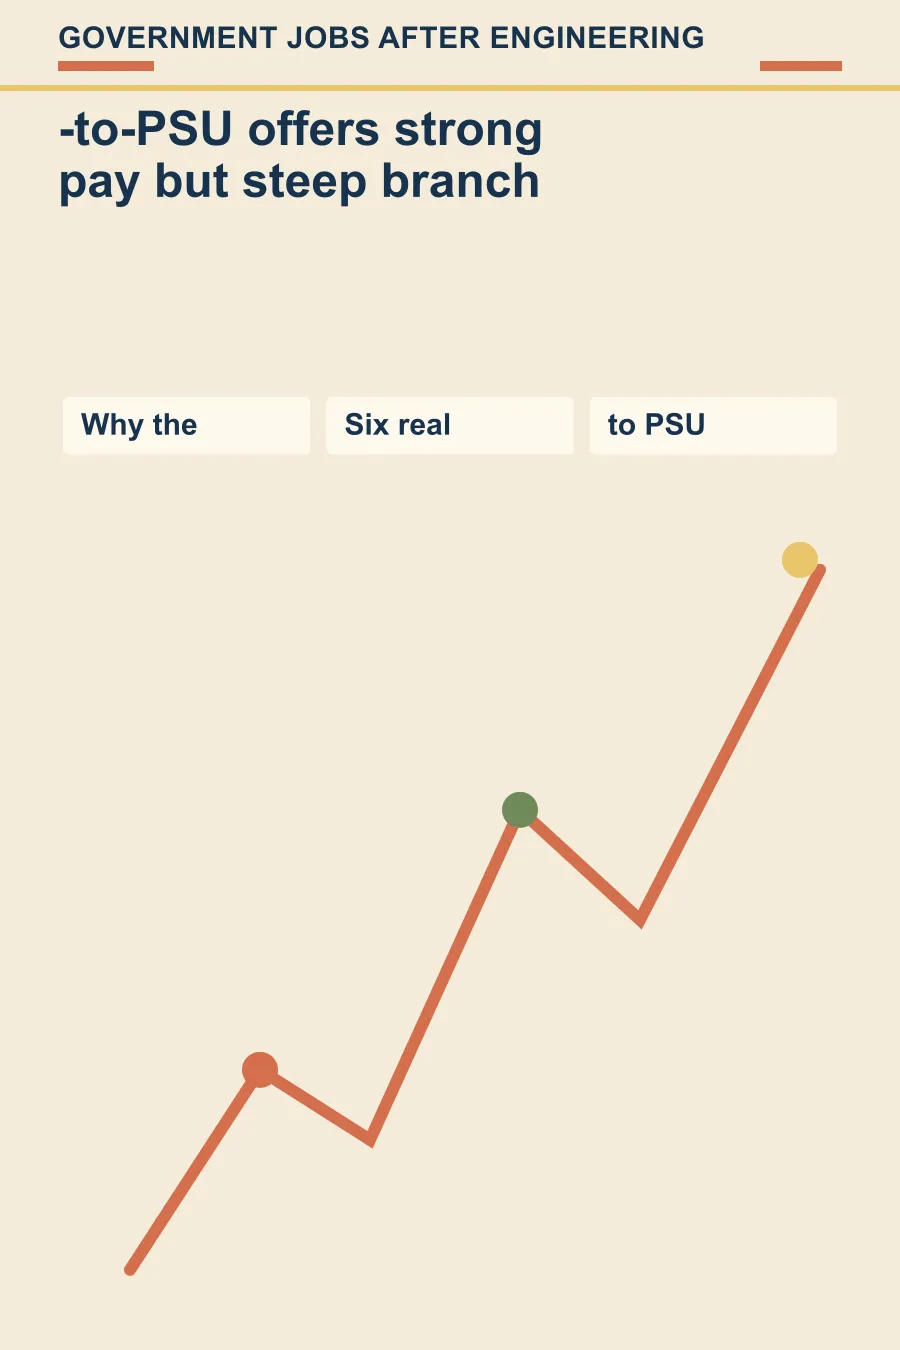 GOVERNMENT JOBS AFTER ENGINEERING
-to-PSU offers strong
pay but steep branch
Why the
Six real
to PSU